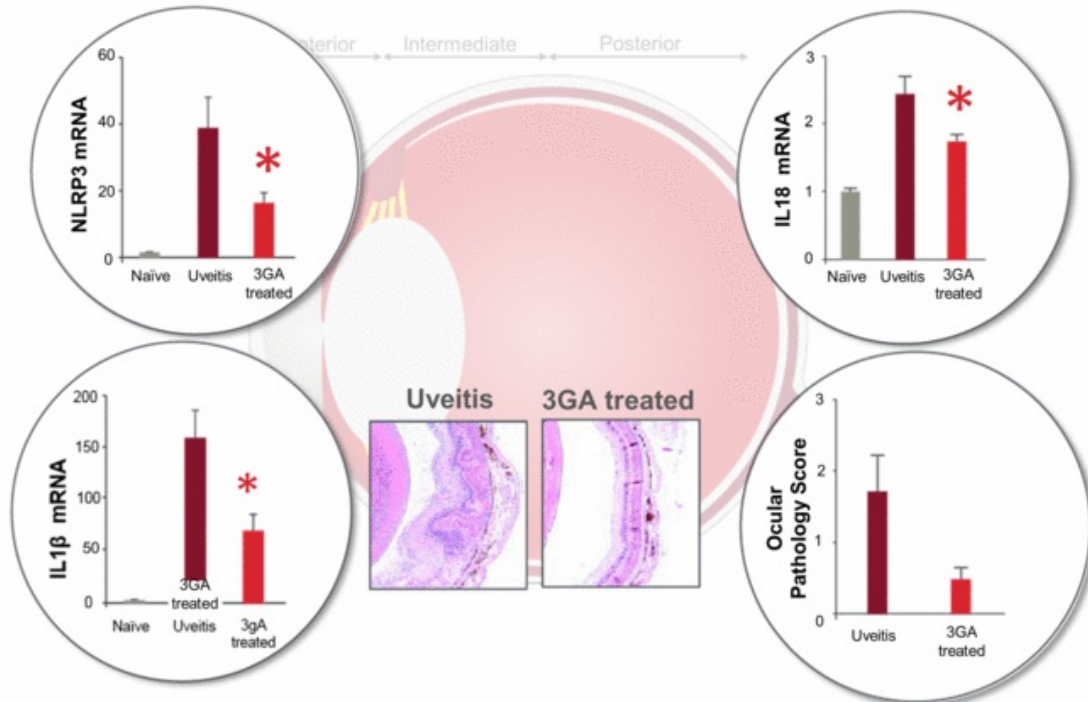 Intermediate
Posterior
60
40
20
0
NLRP3 mRNA
*
Naïve
Uveitis
3GA
treated
3
2
1
0
IL18 mRNA
*
Naïve
Uveitis
3GA
treated
200
150
100
50
0
IL1β mRNA
*
3GA
treated
Naïve
Uveitis
3gA
treated
Uveitis
3GA treated
3
2
1
0
Ocular
Pathology Score
Uveitis
3GA
treated